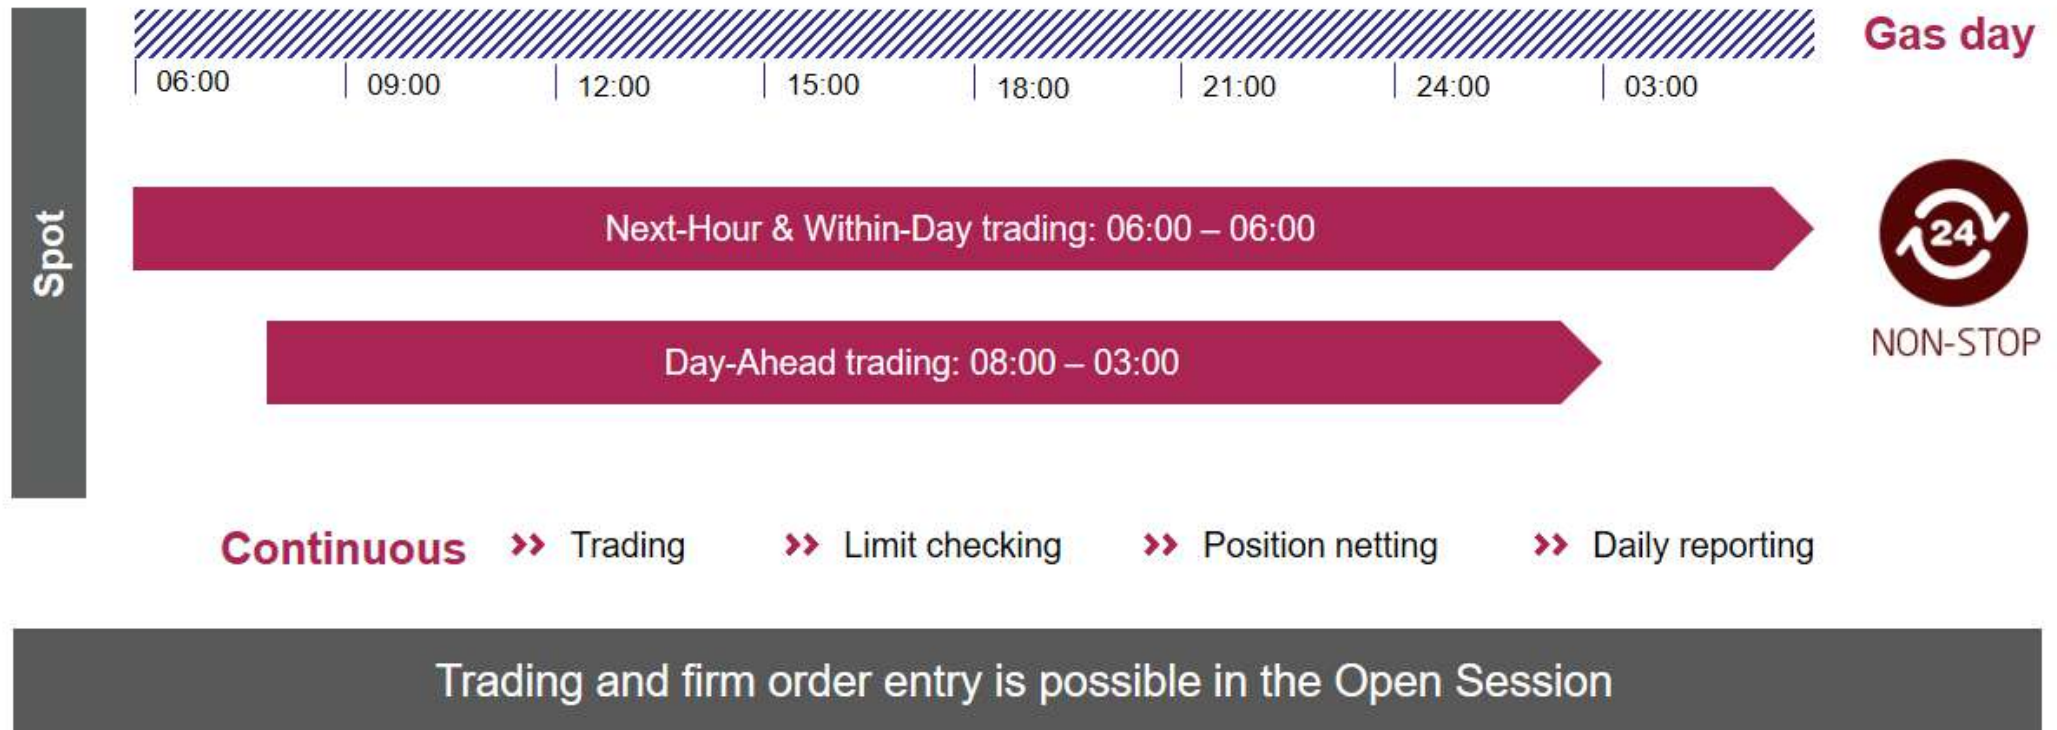 Gas day
06:00 09:00 12:00 15:00 18:00 21:00 24:00 03:00
Spot
Next-Hour & Within-Day trading: 06:00 – 06:00
24
NON-STOP
Day-Ahead trading: 08:00 – 03:00
Continuous Trading Limit checking Position netting Daily reporting
Trading and firm order entry is possible in the Open Session